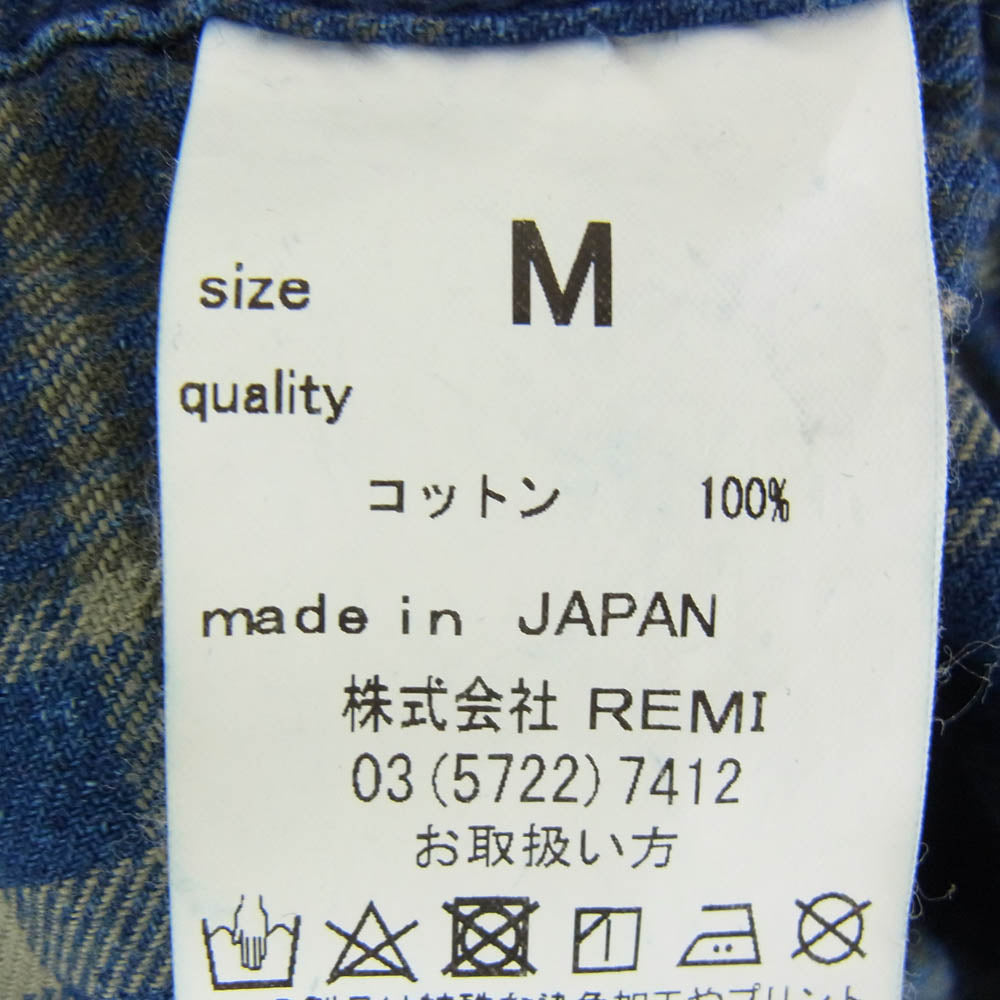 size M
quality
コットン 100%
made in JAPAN
株式会社 REMI
03(5722)7412
お取扱い方